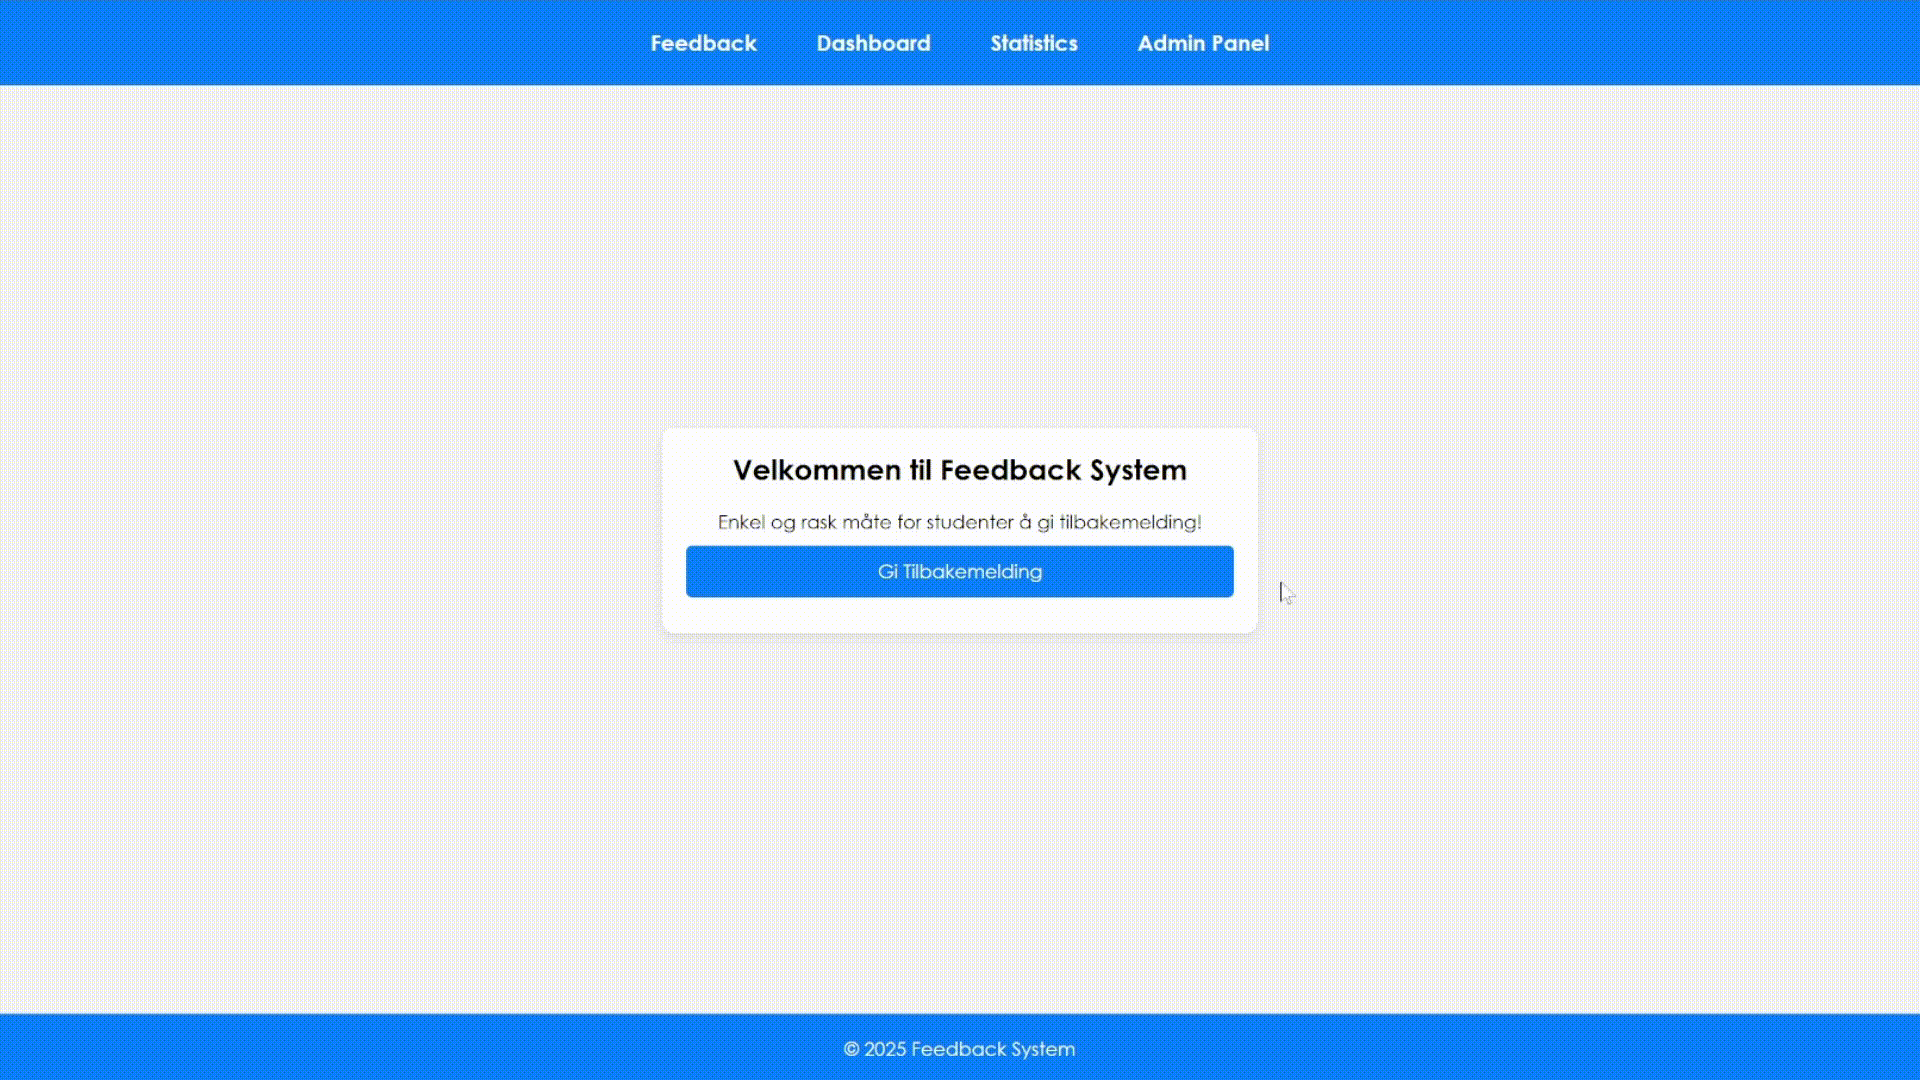 Feedback Dashboard Statistics Admin Panel
Velkommen til Feedback System
Enkel og rask måte for studenter å gi tilbakemelding!
Gi Tilbakemelding
© 2025 Feedback System